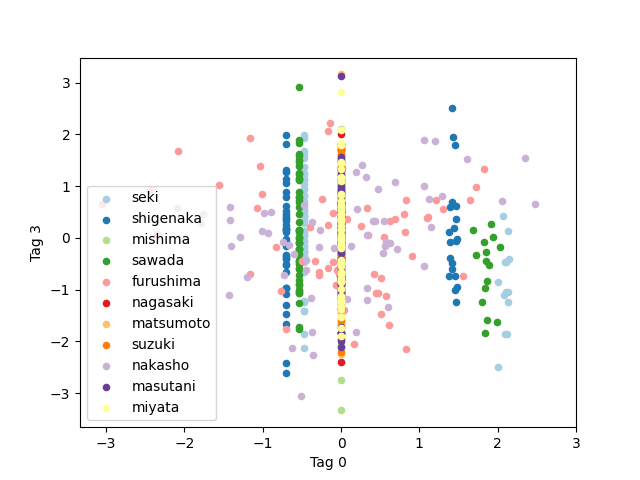 3
2
1
0
−1
−2
−3
Tag 3
seki
shigenaka
mishima
sawada
furushima
nagasaki
matsumoto
suzuki
nakasho
masutani
miyata
−3 −2 −1 0 1 2 3
Tag 0